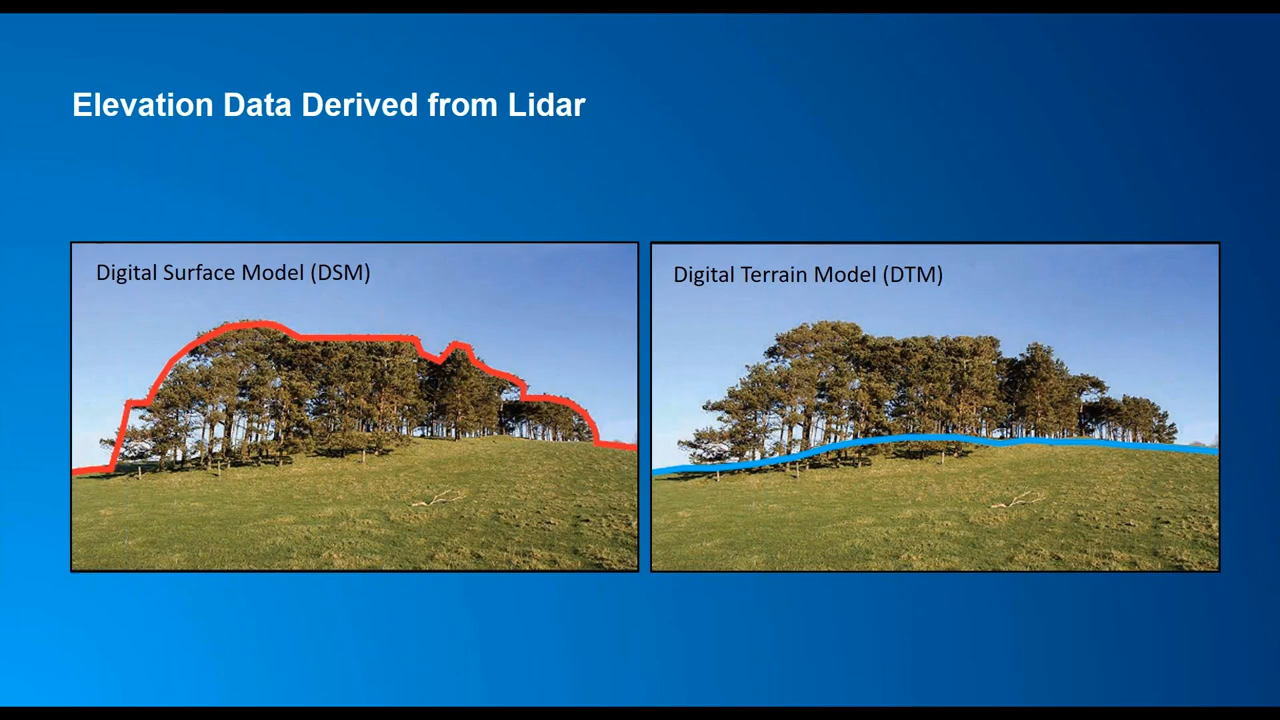 Elevation Data Derived from Lidar
Digital Surface Model (DSM)
Digital Terrain Model (DTM)